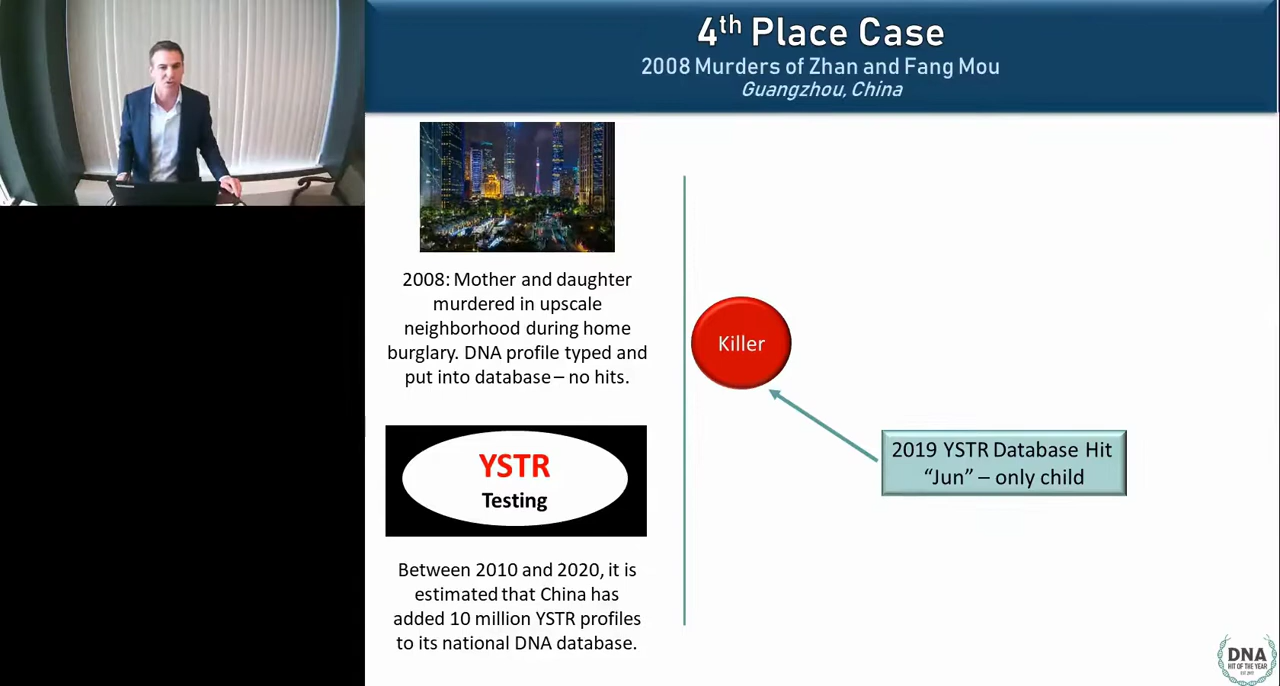 4th Place Case
2008 Murders of Zhan and Fang Mou
Guangzhou, China
2008: Mother and daughter
murdered in upscale
neighborhood during home
burglary. DNA profile typed and
put into database – no hits.
YSTR
Testing
Between 2010 and 2020, it is
estimated that China has
added 10 million YSTR profiles
to its national DNA database.
Killer
2019 YSTR Database Hit
“Jun” – only child
DNA
HIT OF THE YEAR